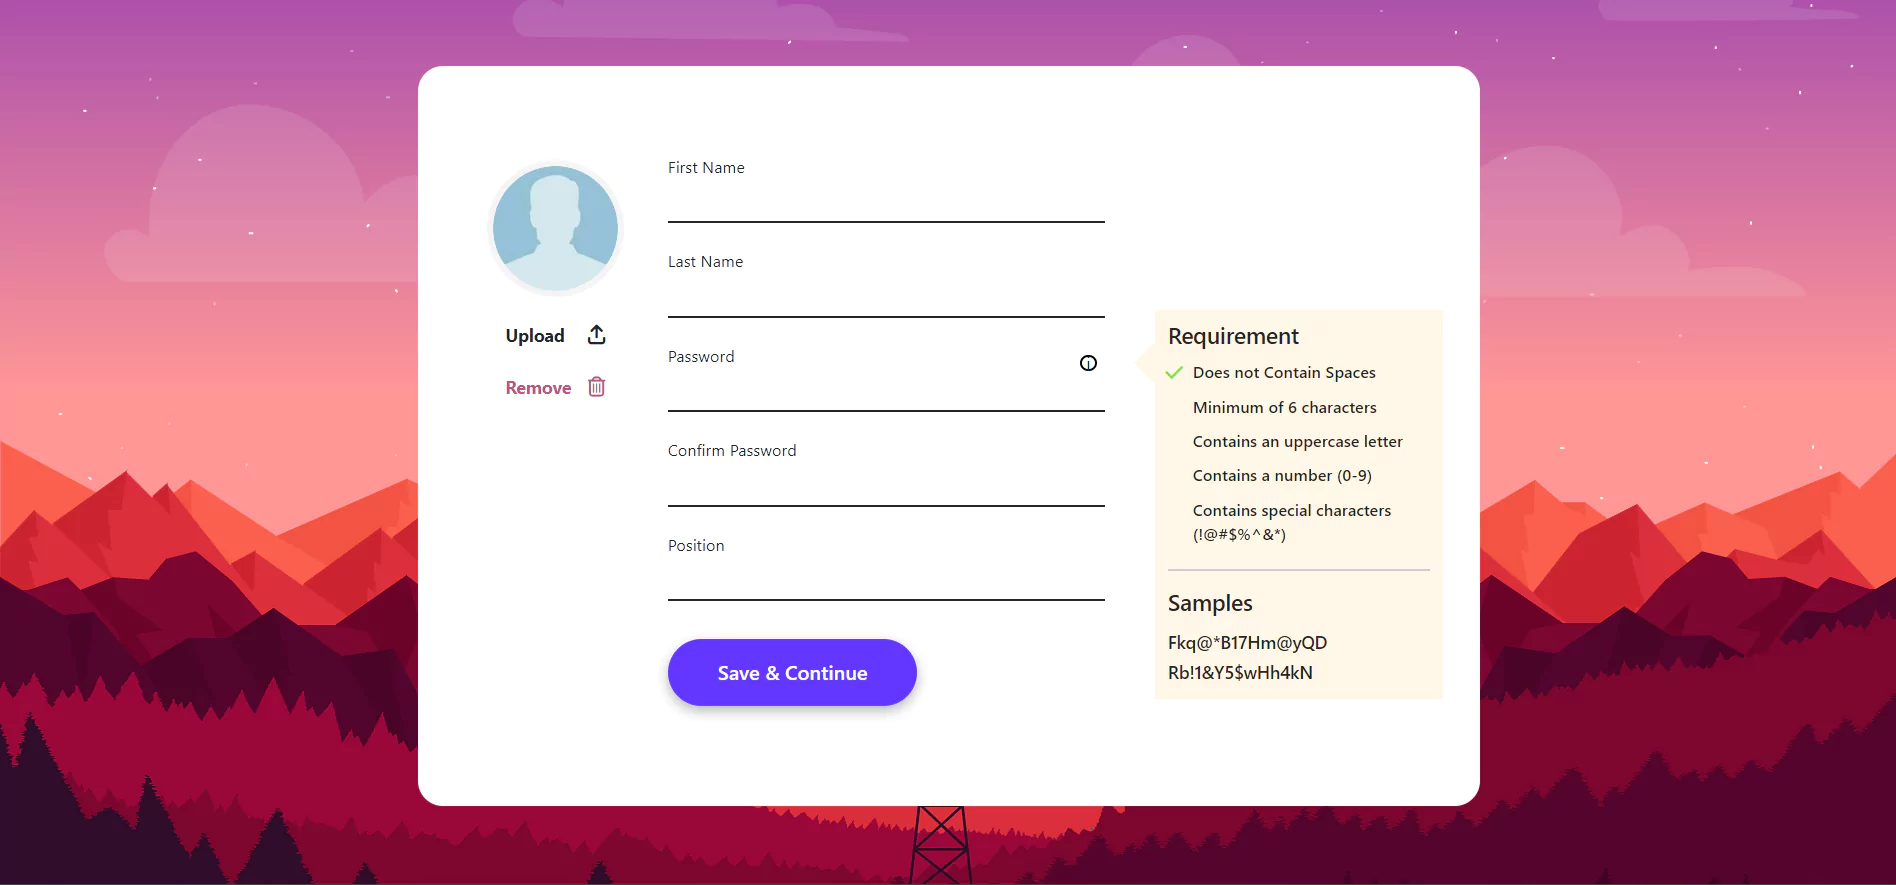 First Name
Last Name
Upload
Remove
Password
Confirm Password
Position
Save & Continue
Requirement
Does not Contain Spaces
Minimum of 6 characters
Contains an uppercase letter
Contains a number (0-9)
Contains special characters
(!@#$%^&*)
Samples
Fkq@*B17Hm@yQD
Rb!1&Y5$wHh4kN